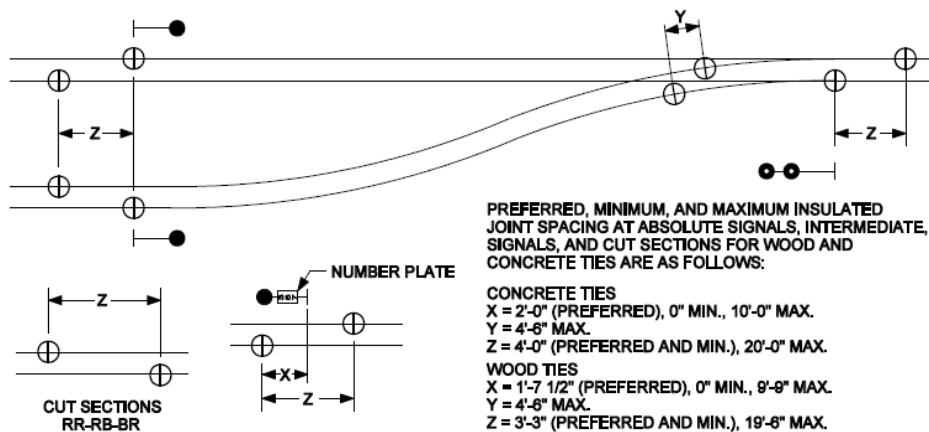 Y
Z
Z
PREFERRED, MINIMUM, AND MAXIMUM INSULATED
JOINT SPACING AT ABSOLUTE SIGNALS, INTERMEDIATE,
SIGNALS, AND CUT SECTIONS FOR WOOD AND
CONCRETE TIES ARE AS FOLLOWS:
CONCRETE TIES
X = 2'-0" (PREFERRED), 0" MIN., 10'-0" MAX.
Y = 4'-6" MAX.
Z = 4'-0" (PREFERRED AND MIN.), 20'-0" MAX.
WOOD TIES
X = 1'-7 1/2" (PREFERRED), 0" MIN., 9'-9" MAX.
Y = 4'-6" MAX.
Z = 3'-3" (PREFERRED AND MIN.), 19'-6" MAX.
Z
CUT SECTIONS
RR-RB-BR
NUMBER PLATE
X
Z